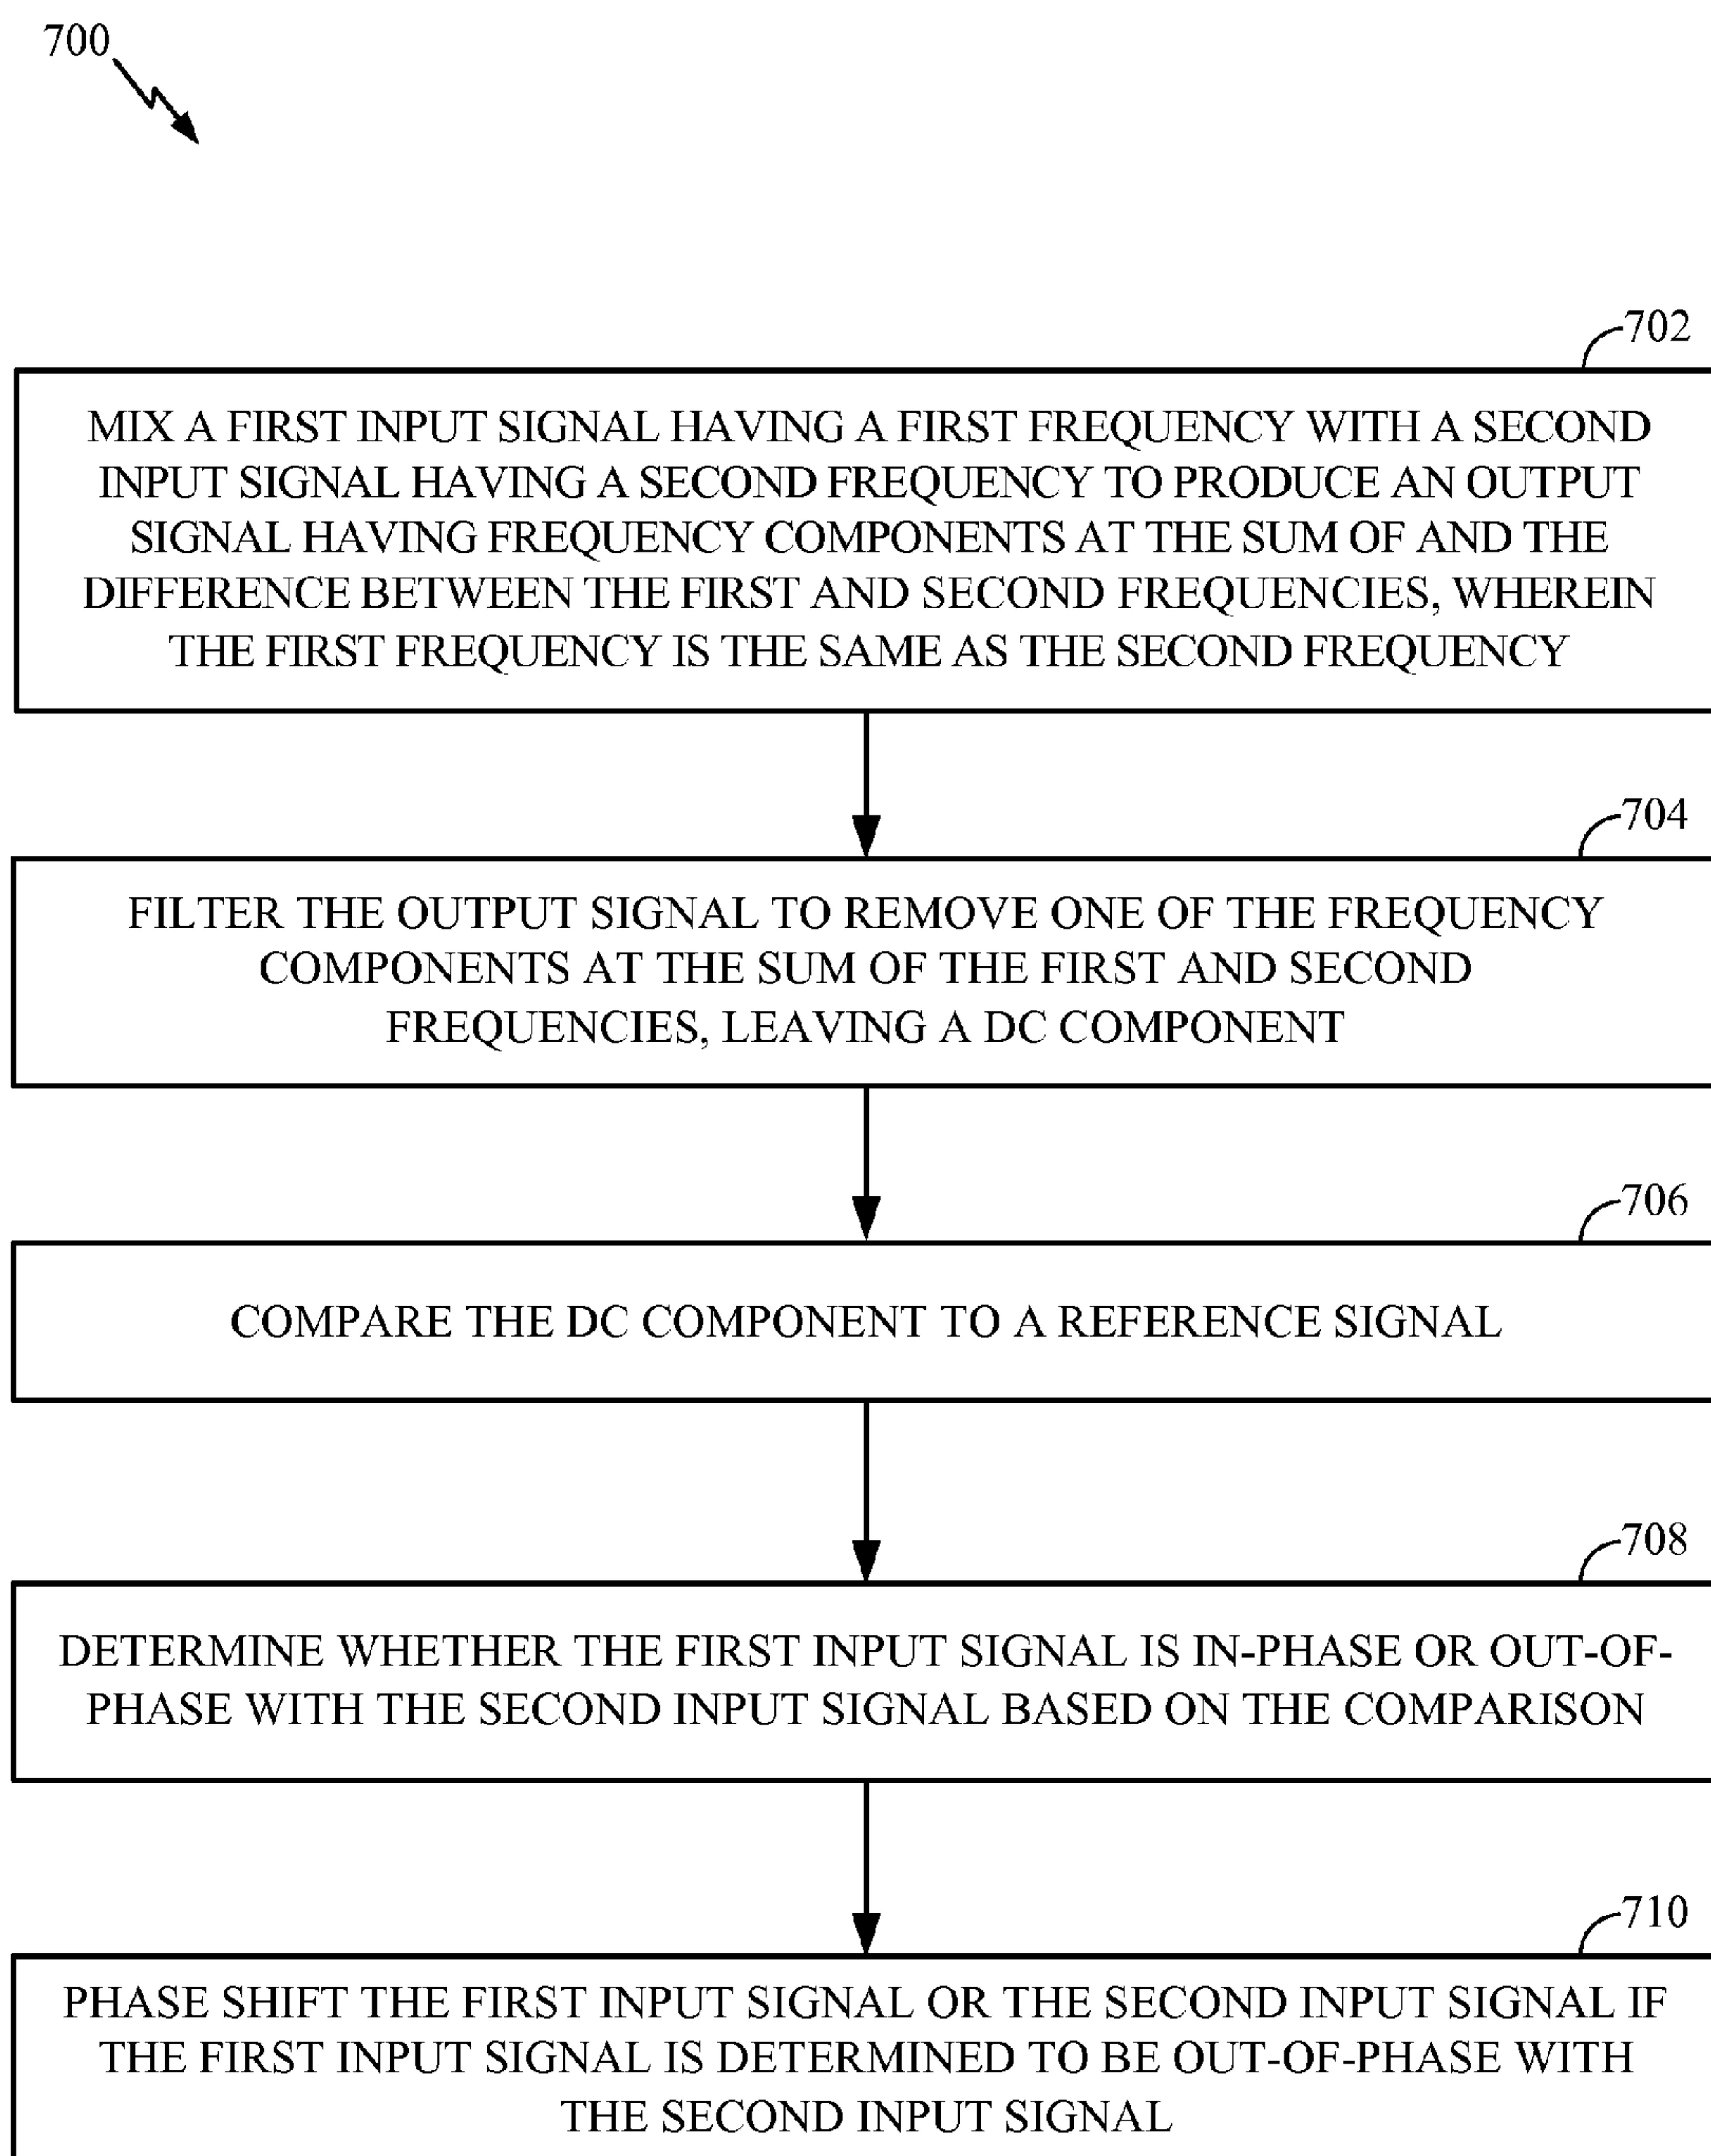 700
702
MIX A FIRST INPUT SIGNAL HAVING A FIRST FREQUENCY WITH A SECOND
INPUT SIGNAL HAVING A SECOND FREQUENCY TO PRODUCE AN OUTPUT
SIGNAL HAVING FREQUENCY COMPONENTS AT THE SUM OF AND THE
DIFFERENCE BETWEEN THE FIRST AND SECOND FREQUENCIES, WHEREIN
THE FIRST FREQUENCY IS THE SAME AS THE SECOND FREQUENCY
704
FILTER THE OUTPUT SIGNAL TO REMOVE ONE OF THE FREQUENCY
COMPONENTS AT THE SUM OF THE FIRST AND SECOND
FREQUENCIES, LEAVING A DC COMPONENT
706
COMPARE THE DC COMPONENT TO A REFERENCE SIGNAL
708
DETERMINE WHETHER THE FIRST INPUT SIGNAL IS IN-PHASE OR OUT-OF-
PHASE WITH THE SECOND INPUT SIGNAL BASED ON THE COMPARISON
710
PHASE SHIFT THE FIRST INPUT SIGNAL OR THE SECOND INPUT SIGNAL IF
THE FIRST INPUT SIGNAL IS DETERMINED TO BE OUT-OF-PHASE WITH
THE SECOND INPUT SIGNAL